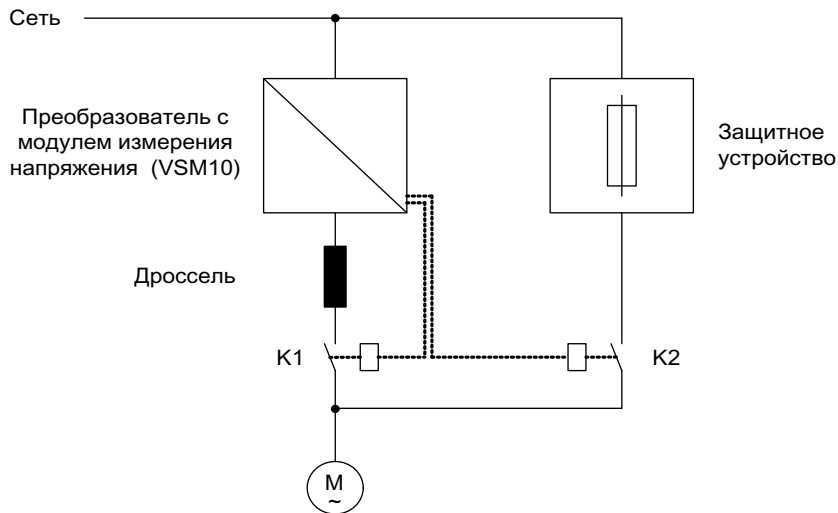 Сеть
Преобразователь с
модулем измерения
напряжения (VSM10)
Защитное
устройство
Дроссель
K1
K2
M
~